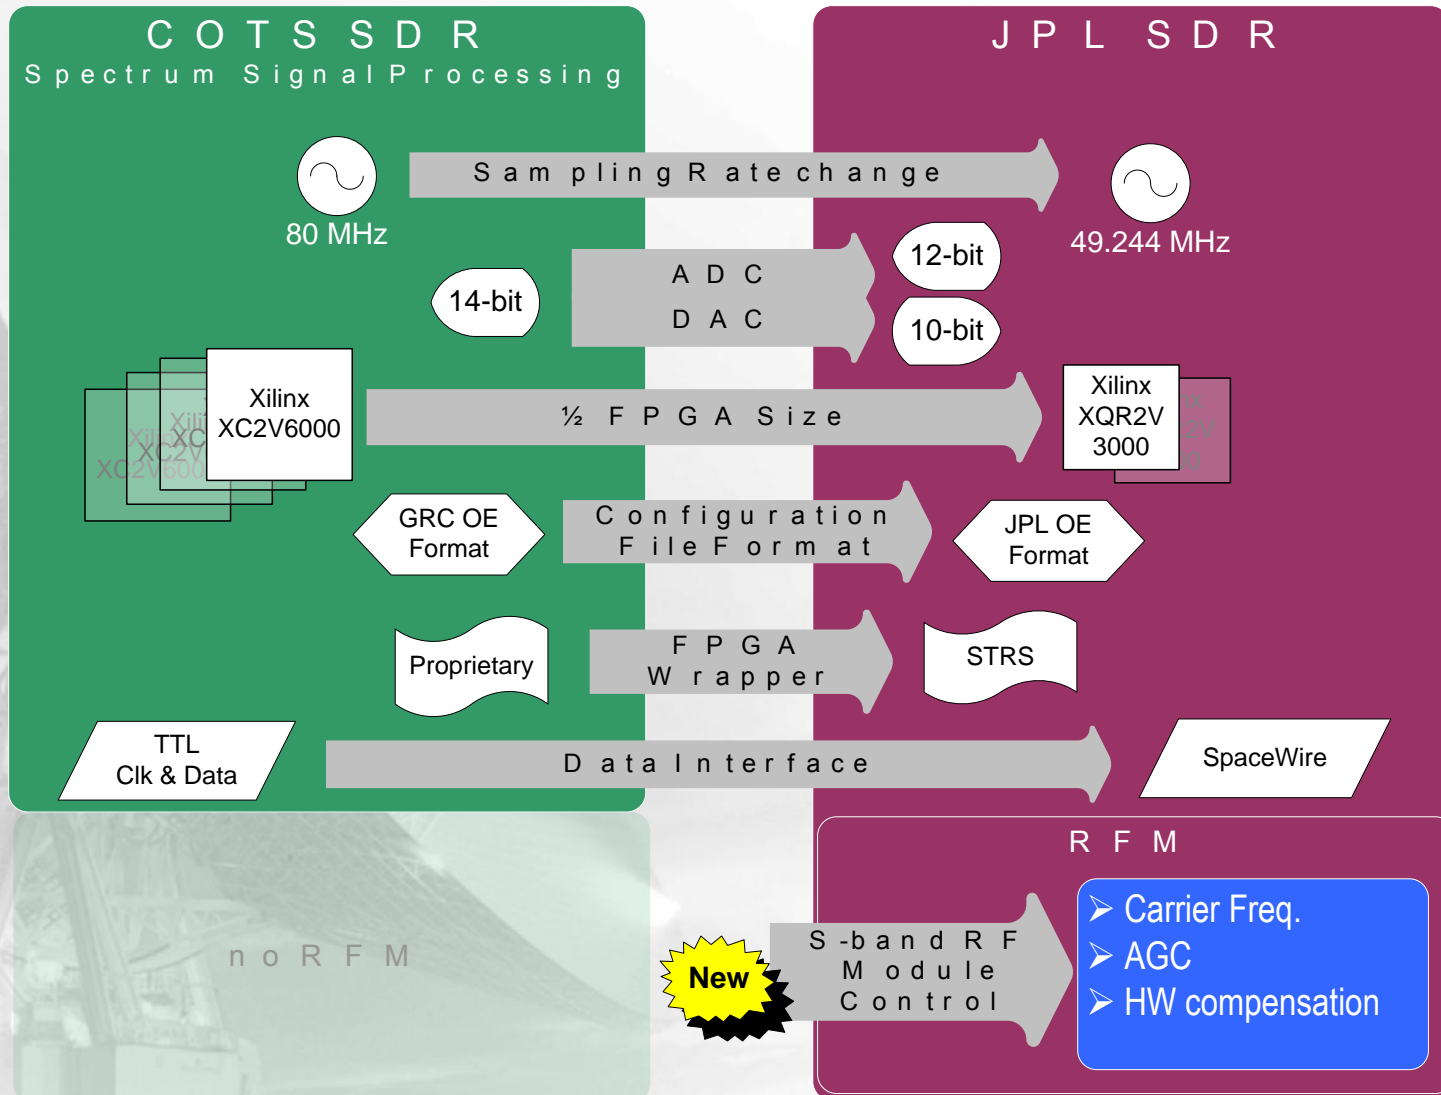 COTS SDR
Spectrum Signal Processing
JPL SDR
Sampling Rate change
80 MHz
49.244 MHz
14-bit
ADC
DAC
12-bit
10-bit
Xilinx
XC2V6000
½ FPGA Size
Xilinx
XQR2V
3000
GRC OE
Format
Configuration
File Format
JPL OE
Format
Proprietary
FPGA
Wrapper
STRS
TTL
Clk & Data
Data Interface
SpaceWire
no RFM
New
S-band RF
Module
Control
RFM
➢ Carrier Freq.
➢ AGC
➢ HW compensation